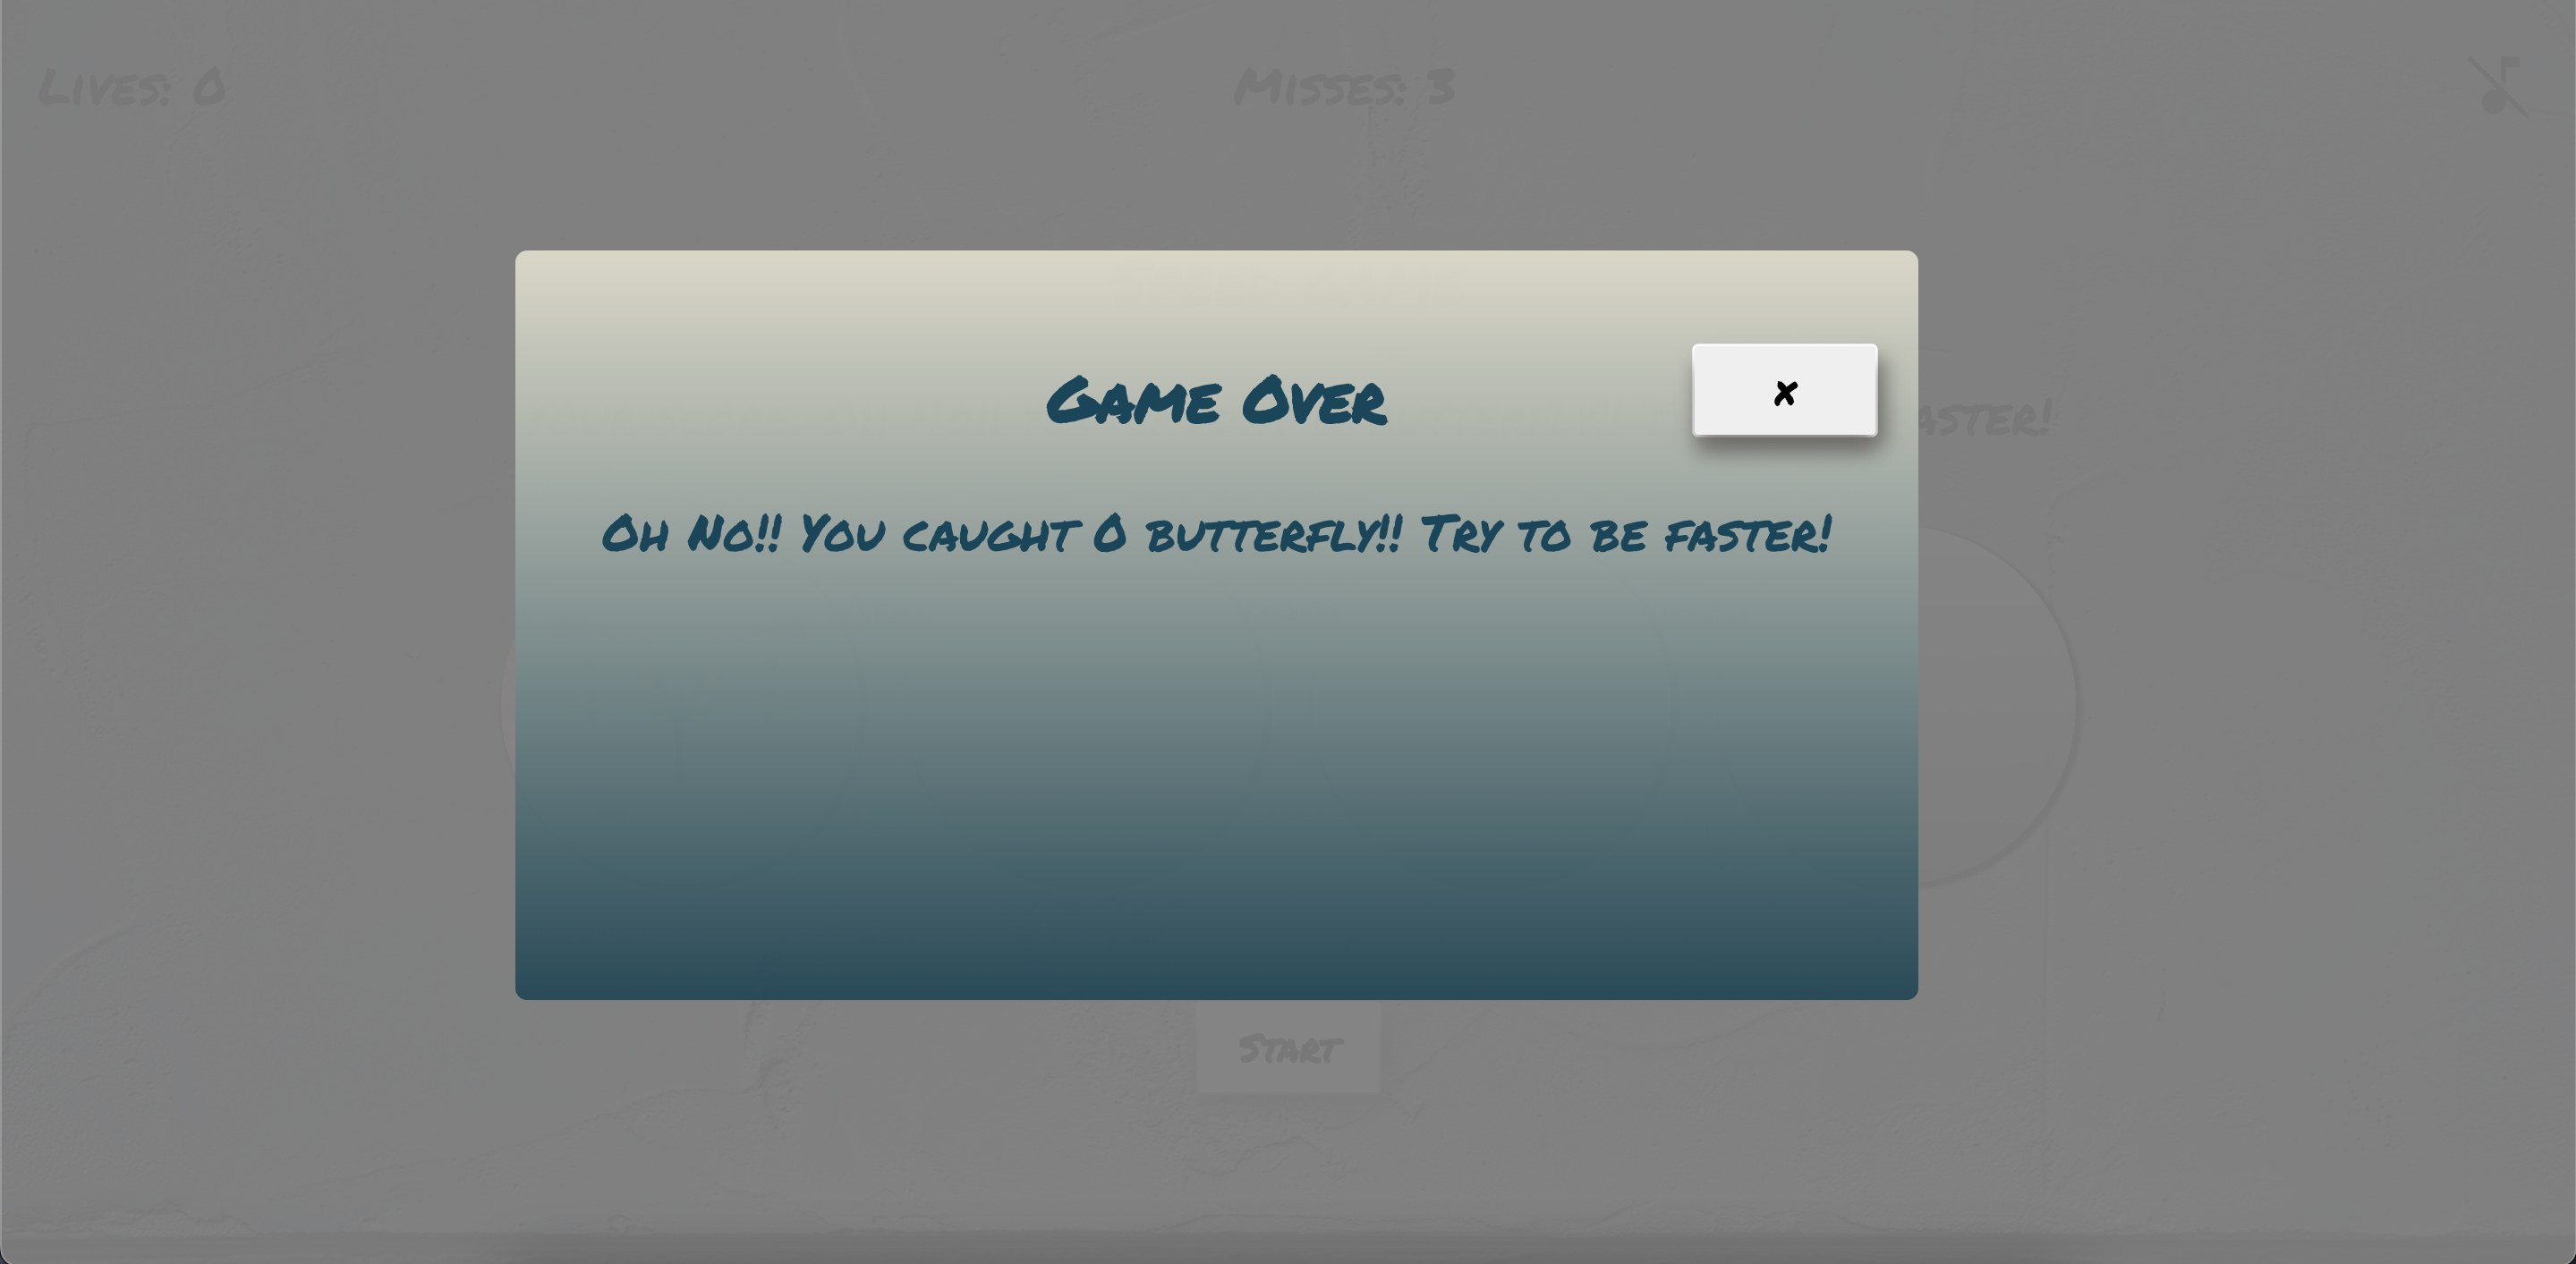 Lives: 0
Misses: 3
Game Over
✘
Oh No!! You caught 0 butterfly!! Try to be faster!
aster!
Start